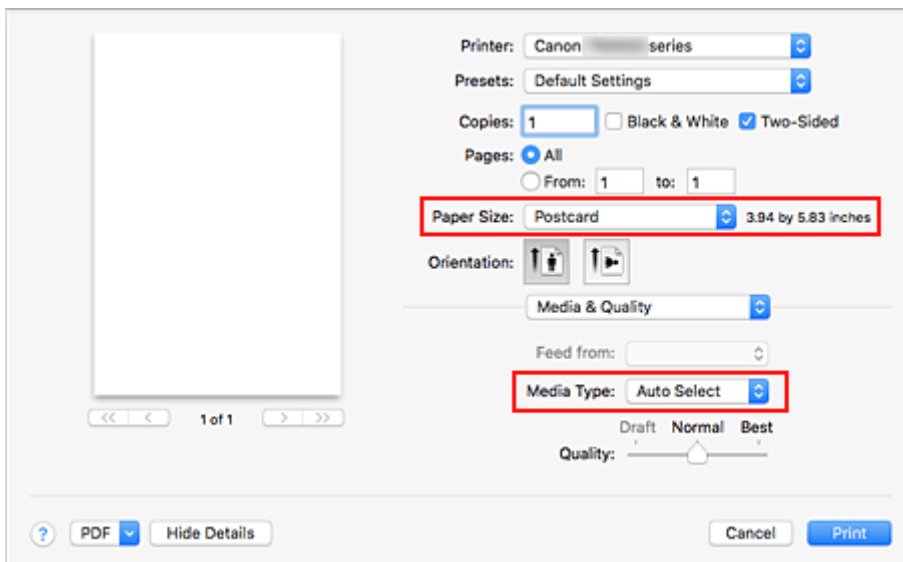 Printer: Canon series
Presets: Default Settings
Copies: 1 Black & White Two-Sided
Pages: All
From: 1 to: 1
Paper Size: Postcard 3.94 by 5.83 inches
Orientation:
Media & Quality
Feed from:
Media Type: Auto Select
<< < 1 of 1 > >>
Draft Normal Best
Quality:
? PDF Hide Details Cancel Print